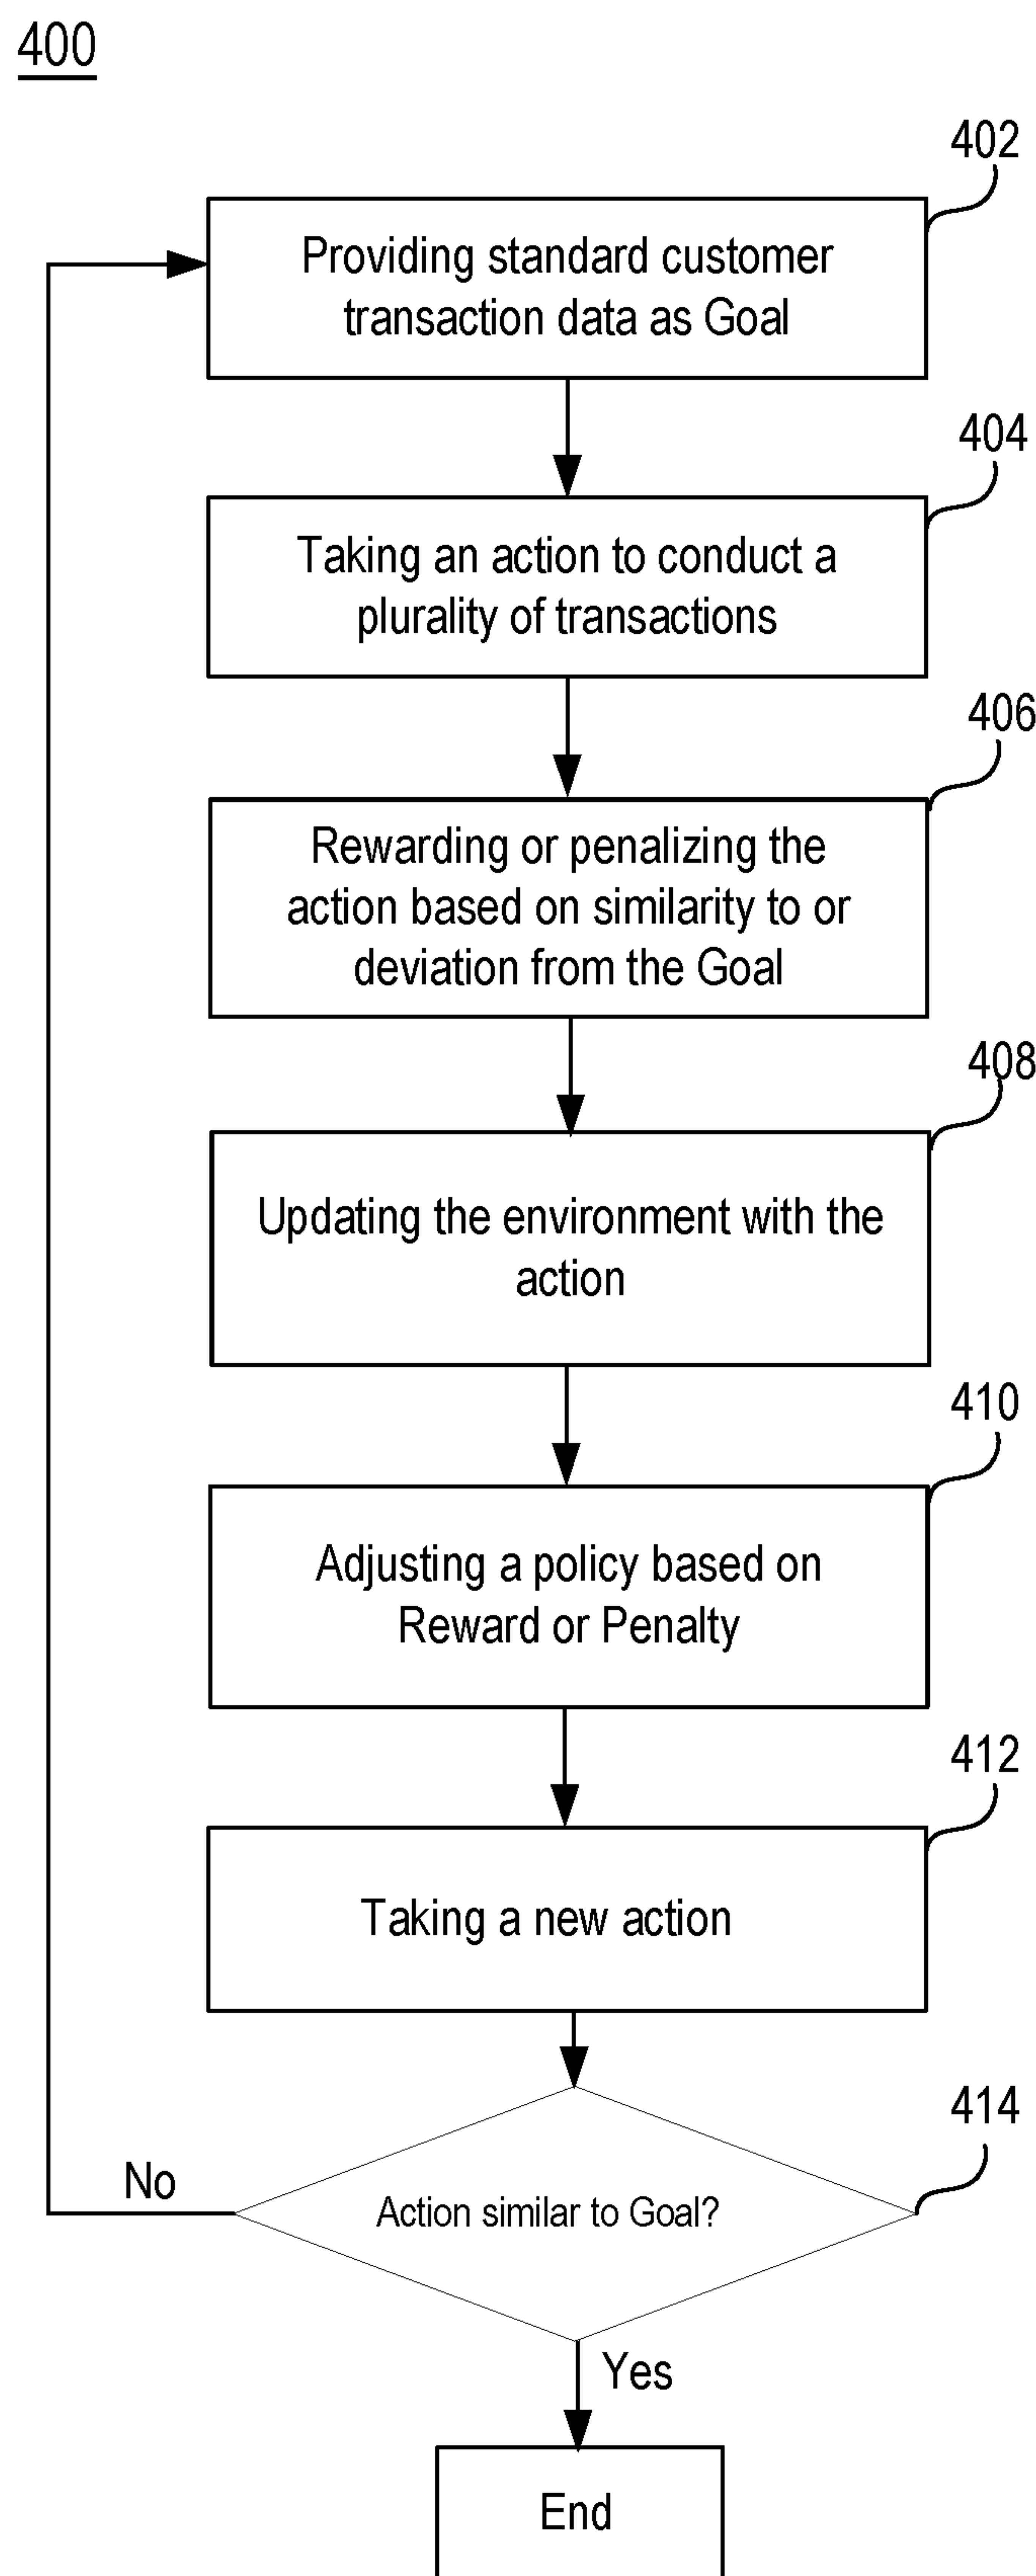 400
402
Providing standard customer
transaction data as Goal
404
Taking an action to conduct a
plurality of transactions
406
Rewarding or penalizing the
action based on similarity to or
deviation from the Goal
408
Updating the environment with the
action
410
Adjusting a policy based on
Reward or Penalty
412
Taking a new action
414
Action similar to Goal?
No
Yes
End